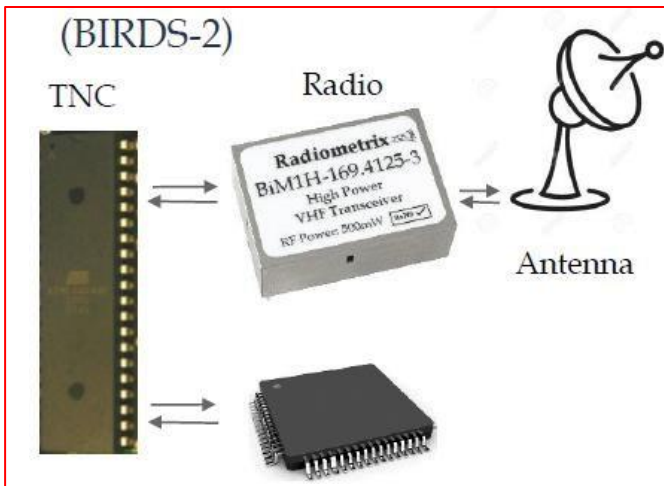 (BIRDS-2)
TNC
Radio
Radiometrix
BiM1H-169.4125-3
High Power
VHF Transceiver
RF Power: 500mW
Antenna